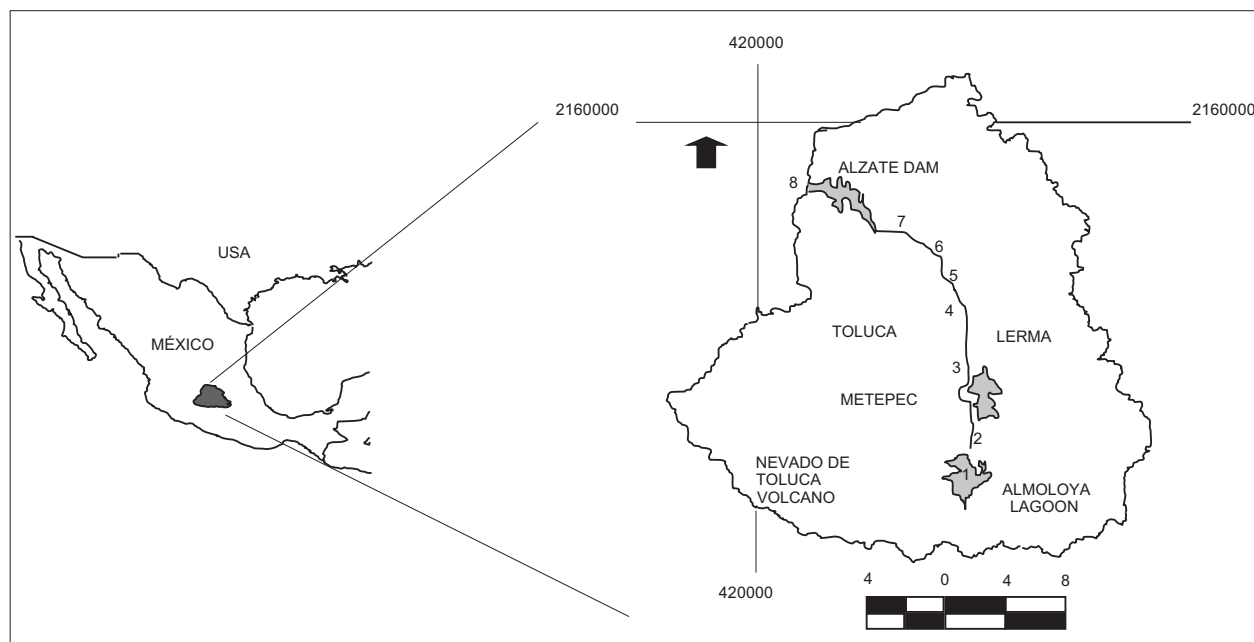 420000
2160000
2160000
ALZATE DAM
8
7
USA
6
5
4
TOLUCA
LERMA
MÉXICO
3
METEPEC
2
NEVADO DE
TOLUCA
VOLCANO
1
ALMOLOYA
LAGOON
4 0 4 8
420000